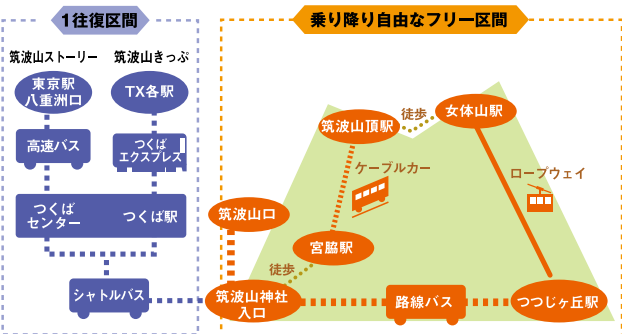 1往復区間
乗り降り自由なフリー区間
筑波山ストーリー
筑波山きっぷ
東京駅
八重洲口
TX各駅
高速バス
つくば
エクスプレス
つくば
センター
つくば駅
シャトルバス
筑波山口
筑波山神社
入口
徒歩
宮脇駅
ケーブルカー
筑波山頂駅
徒歩
女体山駅
ロープウェイ
つつじヶ丘駅
路線バス